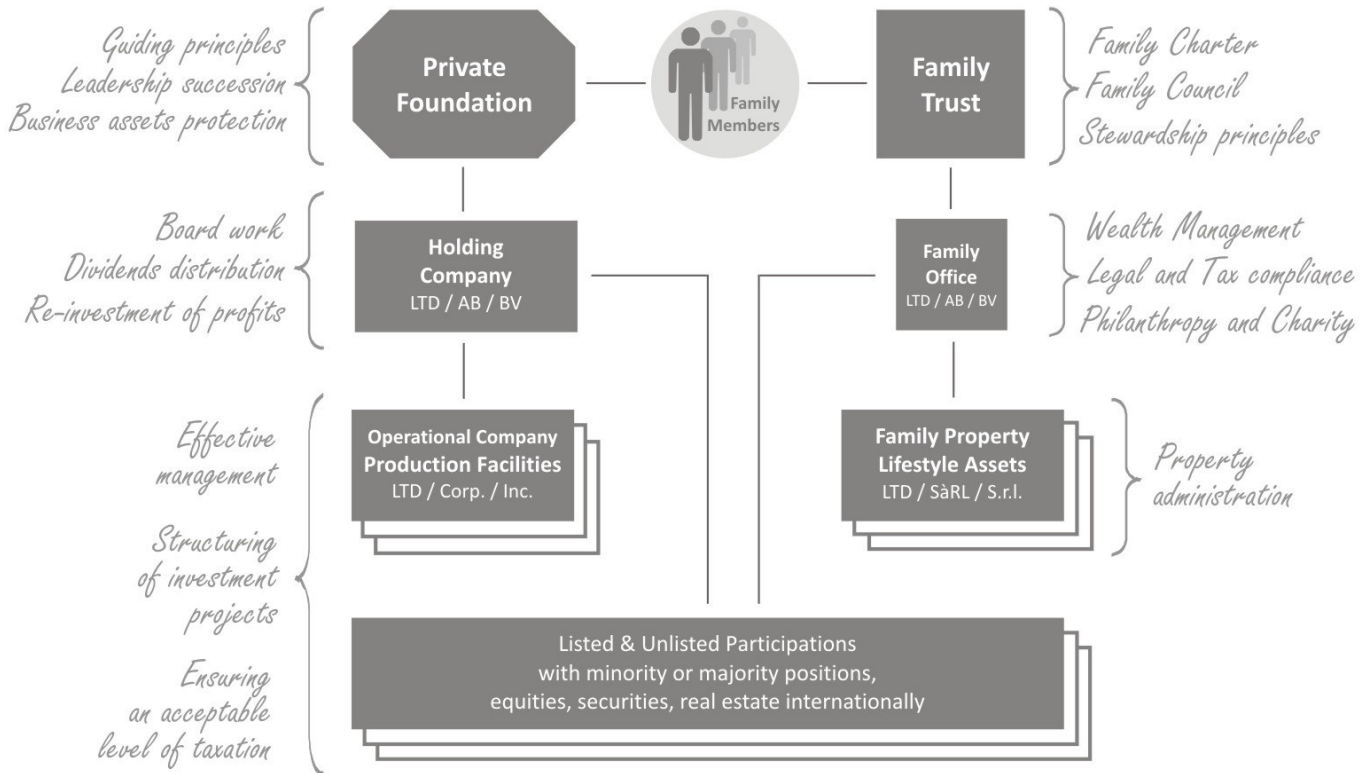 Guiding principles
Leadership succession
Business assets protection
Private
Foundation
Family
Members
Family
Trust
Family Charter
Family Council
Stewardship principles
Board work
Dividends distribution
Re-investment of profits
Holding
Company
LTD / AB / BV
Family
Office
LTD / AB / BV
Wealth Management
Legal and Tax compliance
Philanthropy and Charity
Effective
management
Structuring
of investment
projects
Ensuring
an acceptable
level of taxation
Operational Company
Production Facilities
LTD / Corp. / Inc.
Family Property
Lifestyle Assets
LTD / SàRL / S.r.l.
Property
administration
Listed & Unlisted Participations
with minority or majority positions,
equities, securities, real estate internationally